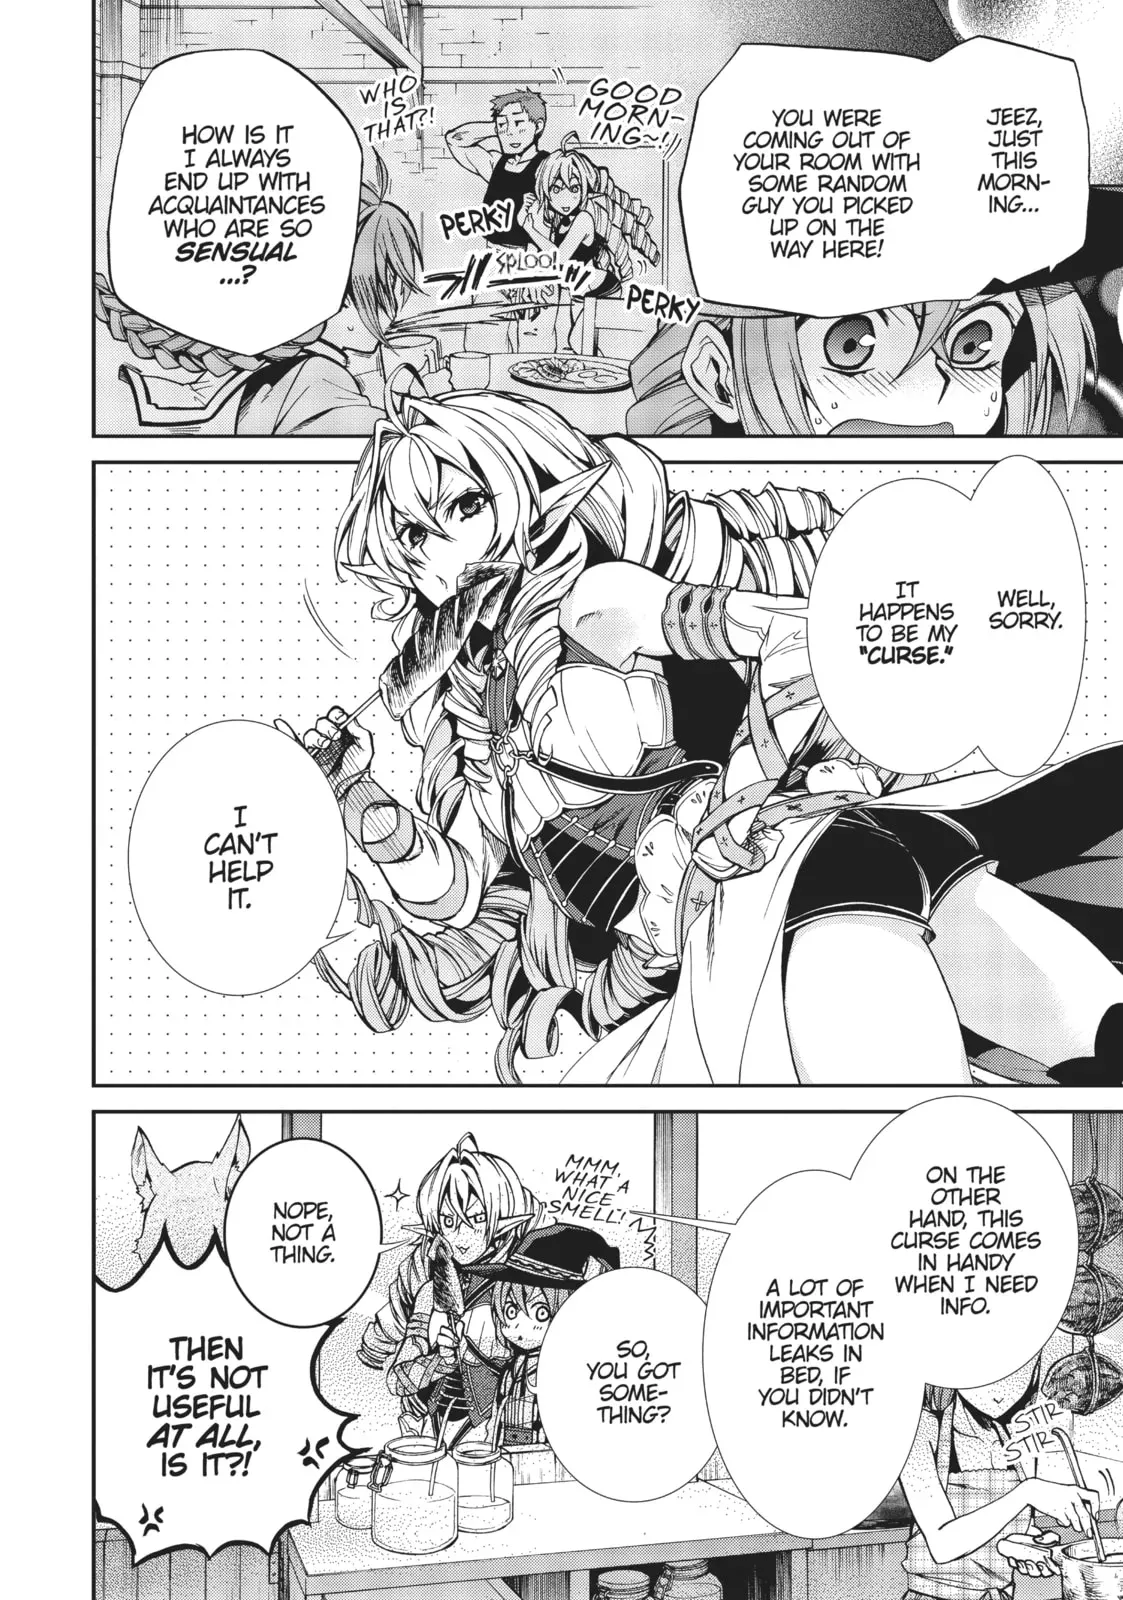 JEEZ,
JUST
THIS
MORN-
ING...
YOU WERE
COMING OUT OF
YOUR ROOM WITH
SOME RANDOM
GUY YOU PICKED
UP ON THE
WAY HERE!
GOOD
MORN-
ING~!
WHO
IS
THAT?!
PERKY
SPLOO!
PERKY
HOW IS IT
I ALWAYS
END UP WITH
ACQUAINTANCES
WHO ARE SO
SENSUAL
...?
WELL,
SORRY.
IT
HAPPENS
TO BE MY
"CURSE."
I
CAN'T
HELP
IT.
ON THE
OTHER
HAND, THIS
CURSE COMES
IN HANDY
WHEN I NEED
INFO.
A LOT OF
IMPORTANT
INFORMATION
LEAKS IN
BED, IF
YOU DIDN'T
KNOW.
STIR
STIR
MMM,
WHAT A
NICE
SMELL!
SO,
YOU GOT
SOME-
THING?
NOPE,
NOT A
THING.
THEN
IT'S NOT
USEFUL
AT ALL,
IS IT?!